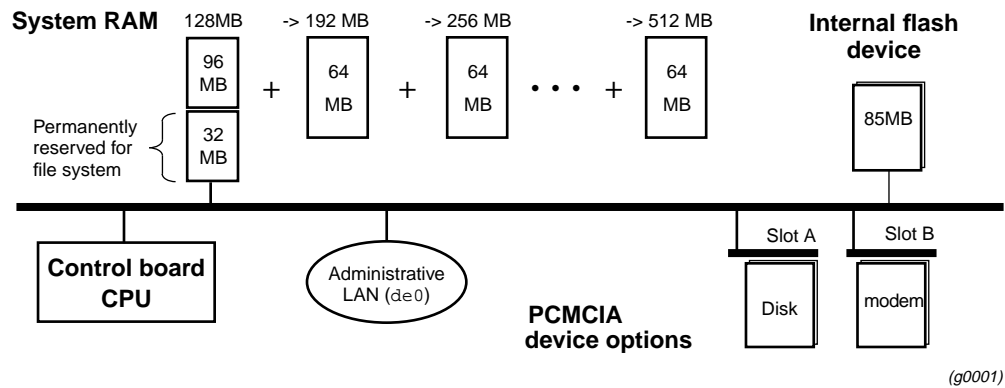 System RAM
128MB
-> 192 MB
-> 256 MB
-> 512 MB
Internal flash
device
96
MB
+
64
MB
+
64
MB
• • •
+
64
MB
85MB
Permanently
reserved for
file system
32
MB
Slot A
Slot B
Control board
CPU
Administrative
LAN (de0)
PCMCIA
device options
Disk
modem
(g0001)